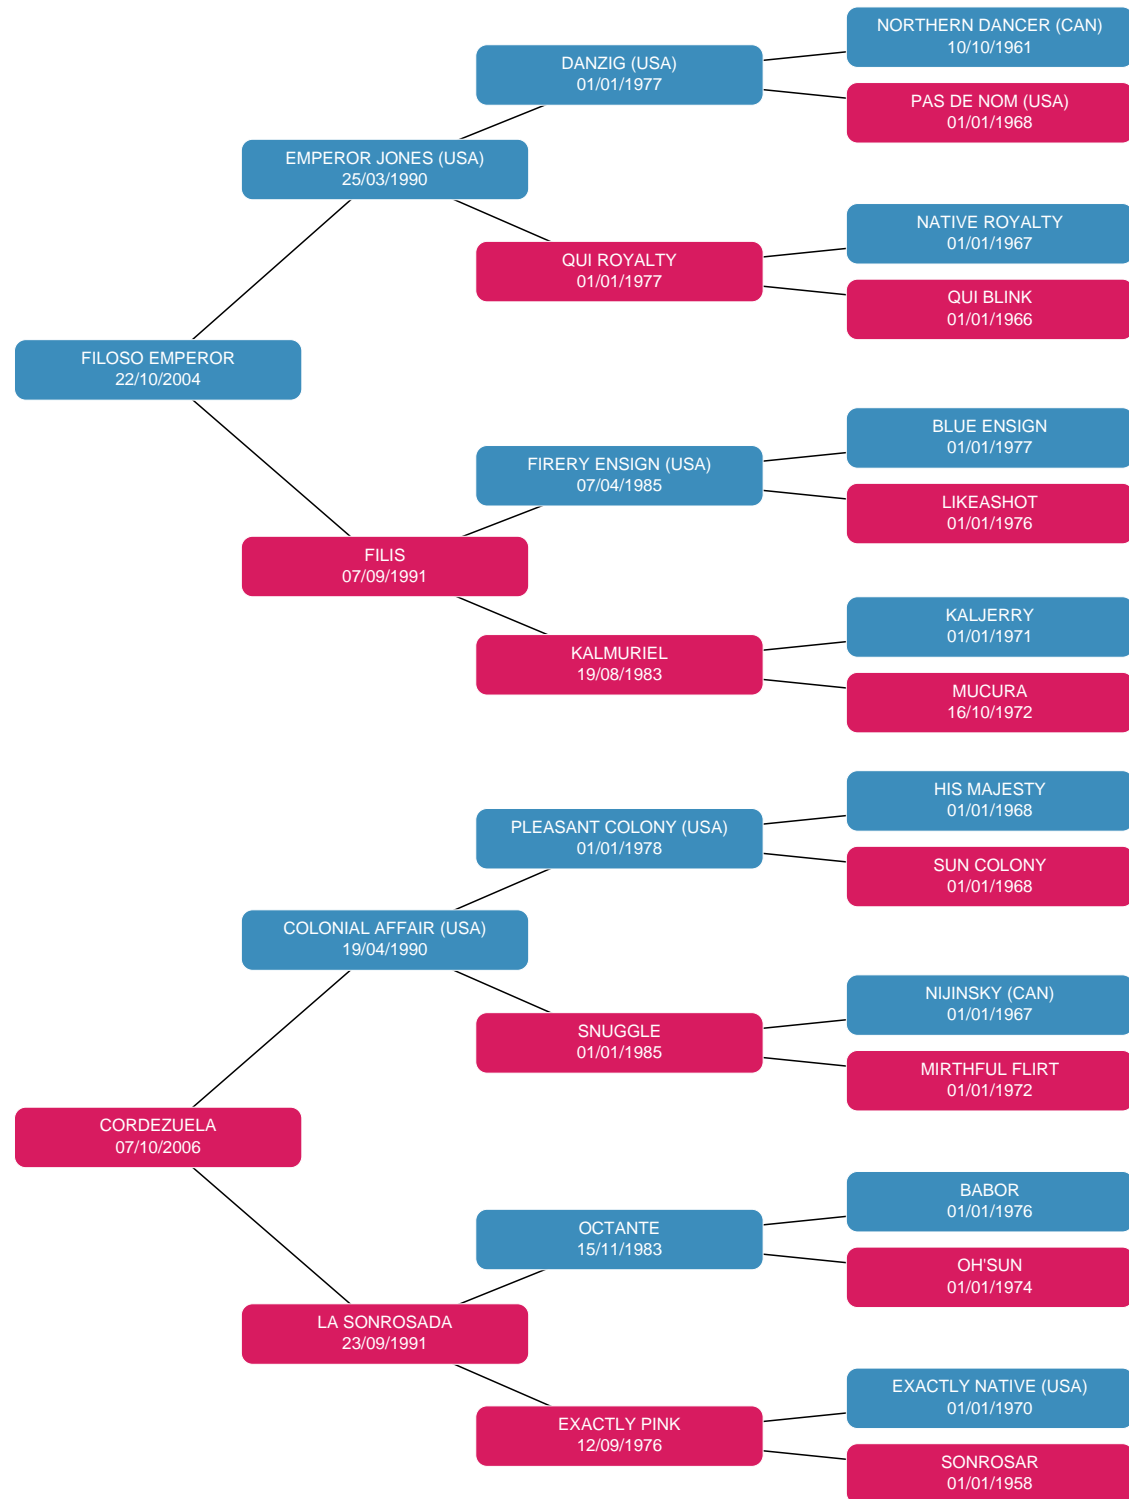 NORTHERN DANCER (CAN)
10/10/1961
DANZIG (USA)
01/01/1977
PAS DE NOM (USA)
01/01/1968
EMPEROR JONES (USA)
25/03/1990
NATIVE ROYALTY
01/01/1967
QUI ROYALTY
01/01/1977
QUI BLINK
01/01/1966
FILOSO EMPEROR
22/10/2004
BLUE ENSIGN
01/01/1977
FIRERY ENSIGN (USA)
07/04/1985
LIKEASHOT
01/01/1976
FILIS
07/09/1991
KALJERRY
01/01/1971
KALMURIEL
19/08/1983
MUCURA
16/10/1972
HIS MAJESTY
01/01/1968
PLEASANT COLONY (USA)
01/01/1978
SUN COLONY
01/01/1968
COLONIAL AFFAIR (USA)
19/04/1990
NIJINSKY (CAN)
01/01/1967
SNUGGLE
01/01/1985
MIRTHFUL FLIRT
01/01/1972
CORDEZUELA
07/10/2006
BABOR
01/01/1976
OCTANTE
15/11/1983
OH'SUN
01/01/1974
LA SONROSADA
23/09/1991
EXACTLY NATIVE (USA)
01/01/1970
EXACTLY PINK
12/09/1976
SONROSAR
01/01/1958